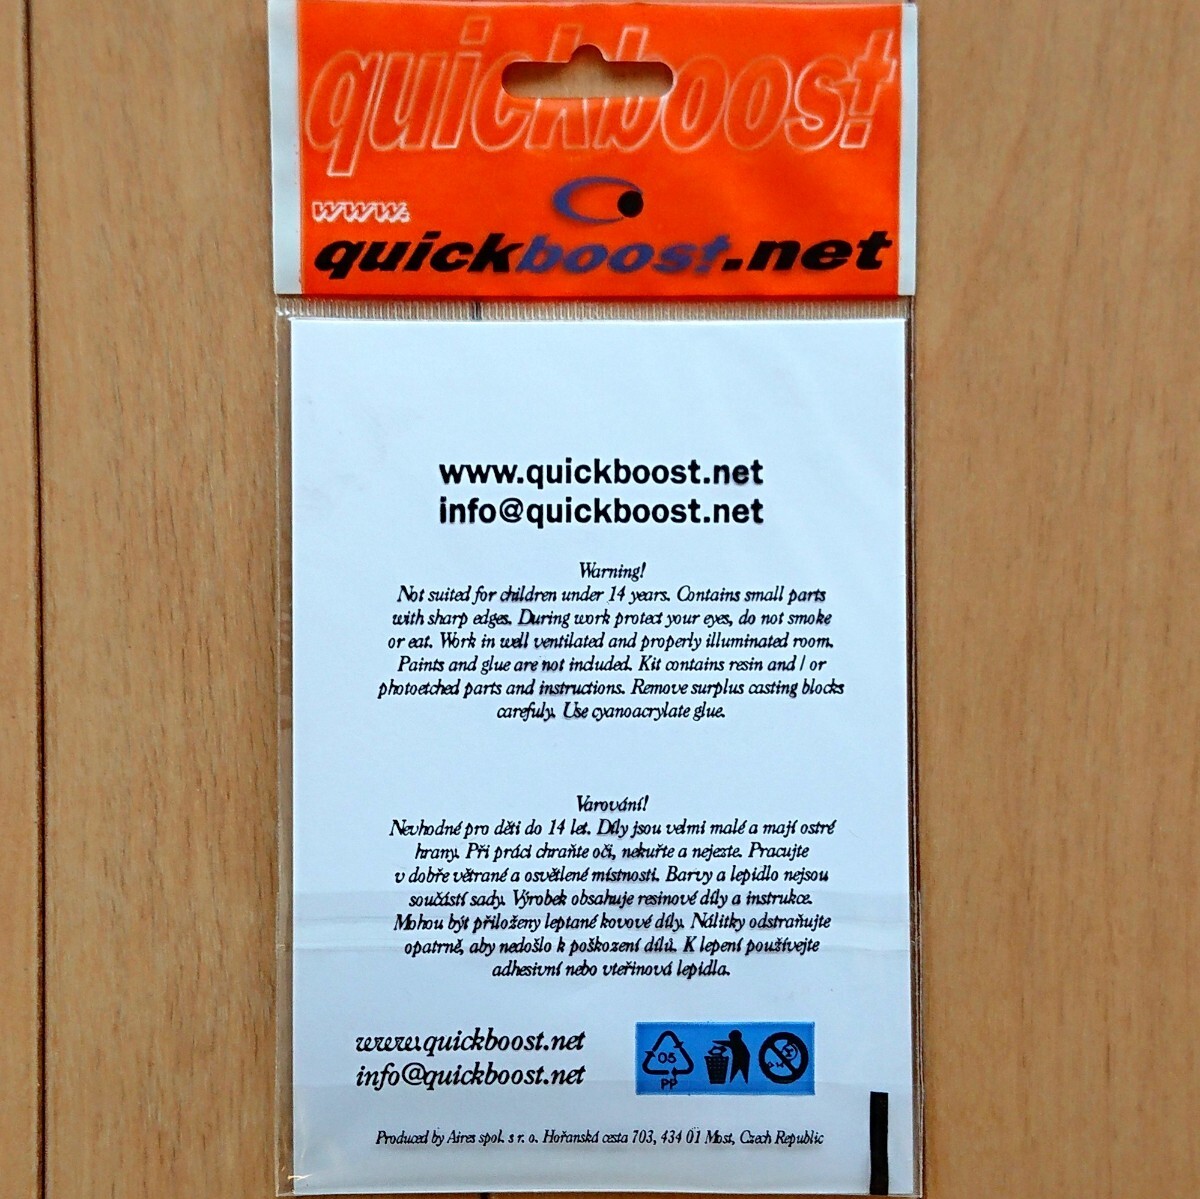 quickboost
www.
quickboost.net
www.quickboost.net
info@quickboost.net
Warning!
Not suited for children under 14 years. Contains small parts
with sharp edges. During work protect your eyes, do not smoke
or eat. Work in well ventilated and properly illuminated room.
Paints and glue are not included. Kit contains resin and / or
photoetched parts and instructions. Remove surplus casting blocks
carefuly. Use cyanoacrylate glue.
Varování!
Nevhodné pro děti do 14 let. Díly jsou velmi malé a mají ostré
hrany. Při práci chraňte oči, nekuřte a nejezte. Pracujte
v dobře větrané a osvětlené místnosti. Barvy a lepidlo nejsou
součástí sady. Výrobek obsahuje resinové díly a instrukce.
Mohou být přiloženy leptané kovové díly. Nálitky odstraňujte
opatrně, aby nedošlo k poškození dílů. K lepení používejte
adhesivní nebo vteřinová lepidla.
www.quickboost.net
info@quickboost.net
05
PP
Produced by Aires spol. s r. o. Hořanská cesta 703, 434 01 Most, Czech Republic